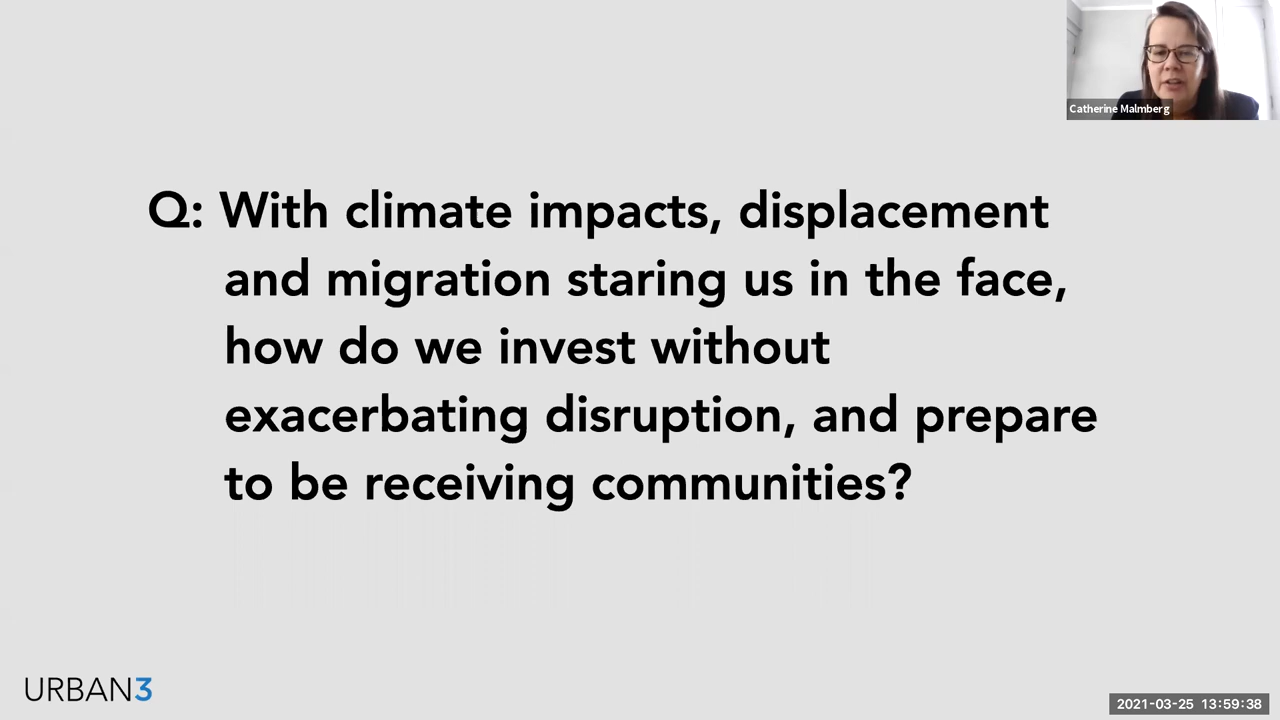 Catherine Malmberg
Q: With climate impacts, displacement
and migration staring us in the face,
how do we invest without
exacerbating disruption, and prepare
to be receiving communities?
URBAN3
2021-03-25 13:59:38